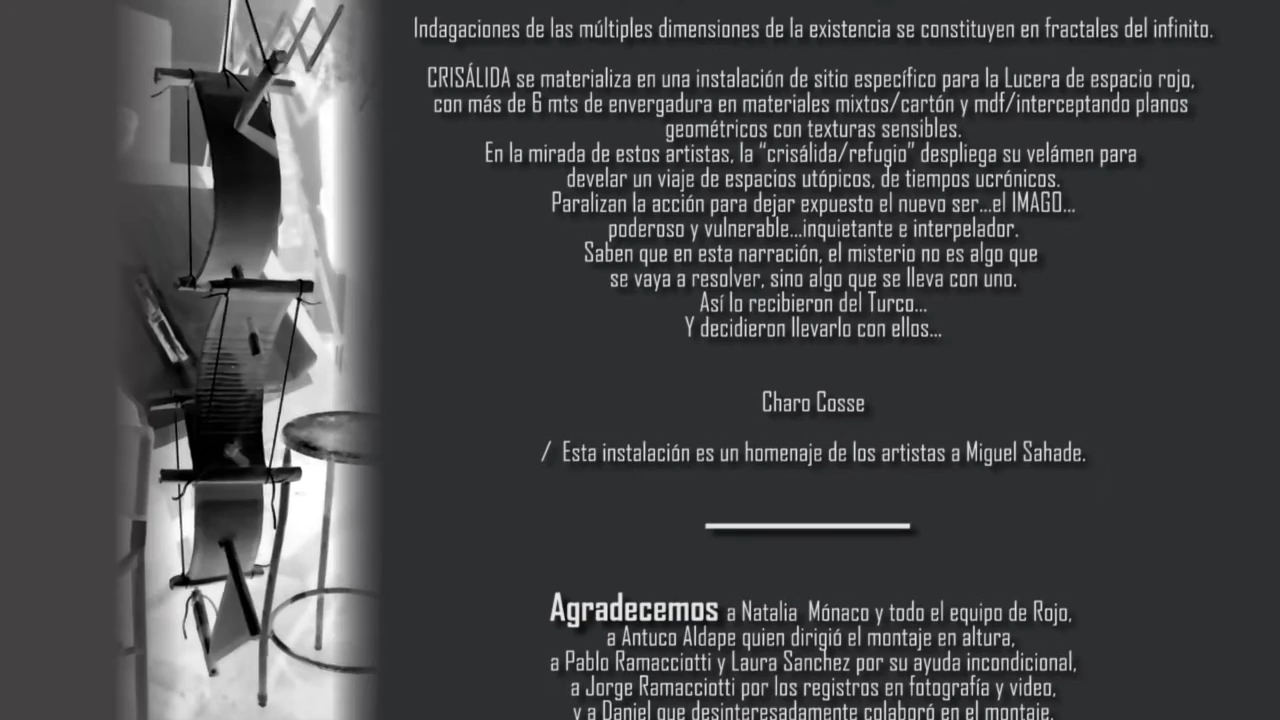 Indagaciones de las múltiples dimensiones de la existencia se constituyen en fractales del infinito.
CRISÁLIDA se materializa en una instalación de sitio específico para la Lucera de espacio rojo,
con más de 6 mts de envergadura en materiales mixtos/cartón y mdf/interceptando planos
geométricos con texturas sensibles.
En la mirada de estos artistas, la “crisálida/refugio” despliega su velámen para
develar un viaje de espacios utópicos, de tiempos ucrónicos.
Paralizan la acción para dejar expuesto el nuevo ser...el IMAGO...
poderoso y vulnerable...inquietante e interpelador.
Saben que en esta narración, el misterio no es algo que
se vaya a resolver, sino algo que se lleva con uno.
Así lo recibieron del Turco...
Y decidieron llevarlo con ellos...
Charo Cosse
/ Esta instalación es un homenaje de los artistas a Miguel Sahade.
Agradecemos a Natalia Mónaco y todo el equipo de Rojo,
a Antuco Aldape quien dirigió el montaje en altura,
a Pablo Ramacciotti y Laura Sanchez por su ayuda incondicional,
a Jorge Ramacciotti por los registros en fotografía y video,
y a Daniel que desinteresadamente colaboró en el montaje.